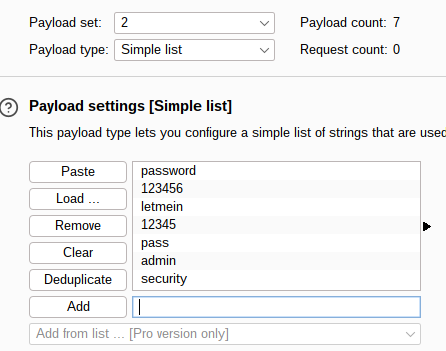 Payload set: 2 Payload count: 7
Payload type: Simple list Request count: 0
Payload settings [Simple list]
This payload type lets you configure a simple list of strings that are used
Paste
Load ...
Remove
Clear
Deduplicate
password
123456
letmein
12345
pass
admin
security
Add
Add from list ... [Pro version only]